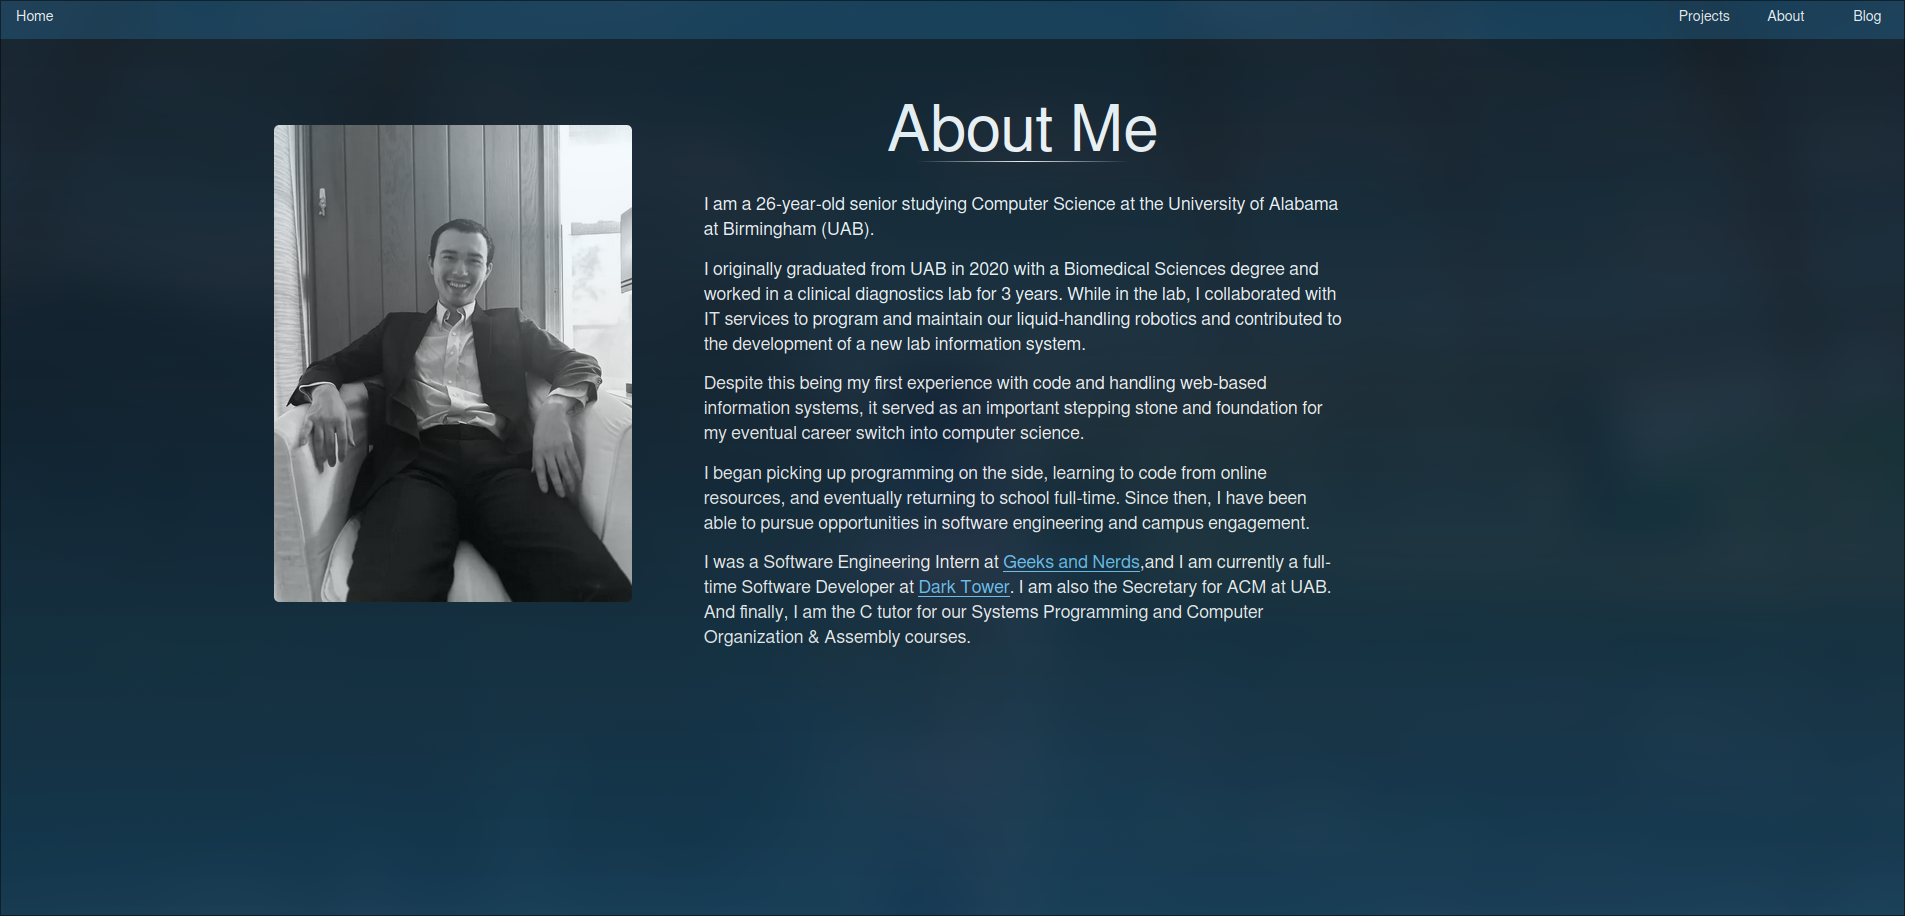 Home
Projects
About
Blog
About Me
I am a 26-year-old senior studying Computer Science at the University of Alabama
at Birmingham (UAB).
I originally graduated from UAB in 2020 with a Biomedical Sciences degree and
worked in a clinical diagnostics lab for 3 years. While in the lab, I collaborated with
IT services to program and maintain our liquid-handling robotics and contributed to
the development of a new lab information system.
Despite this being my first experience with code and handling web-based
information systems, it served as an important stepping stone and foundation for
my eventual career switch into computer science.
I began picking up programming on the side, learning to code from online
resources, and eventually returning to school full-time. Since then, I have been
able to pursue opportunities in software engineering and campus engagement.
I was a Software Engineering Intern at Geeks and Nerds,and I am currently a full-
time Software Developer at Dark Tower. I am also the Secretary for ACM at UAB.
And finally, I am the C tutor for our Systems Programming and Computer
Organization & Assembly courses.